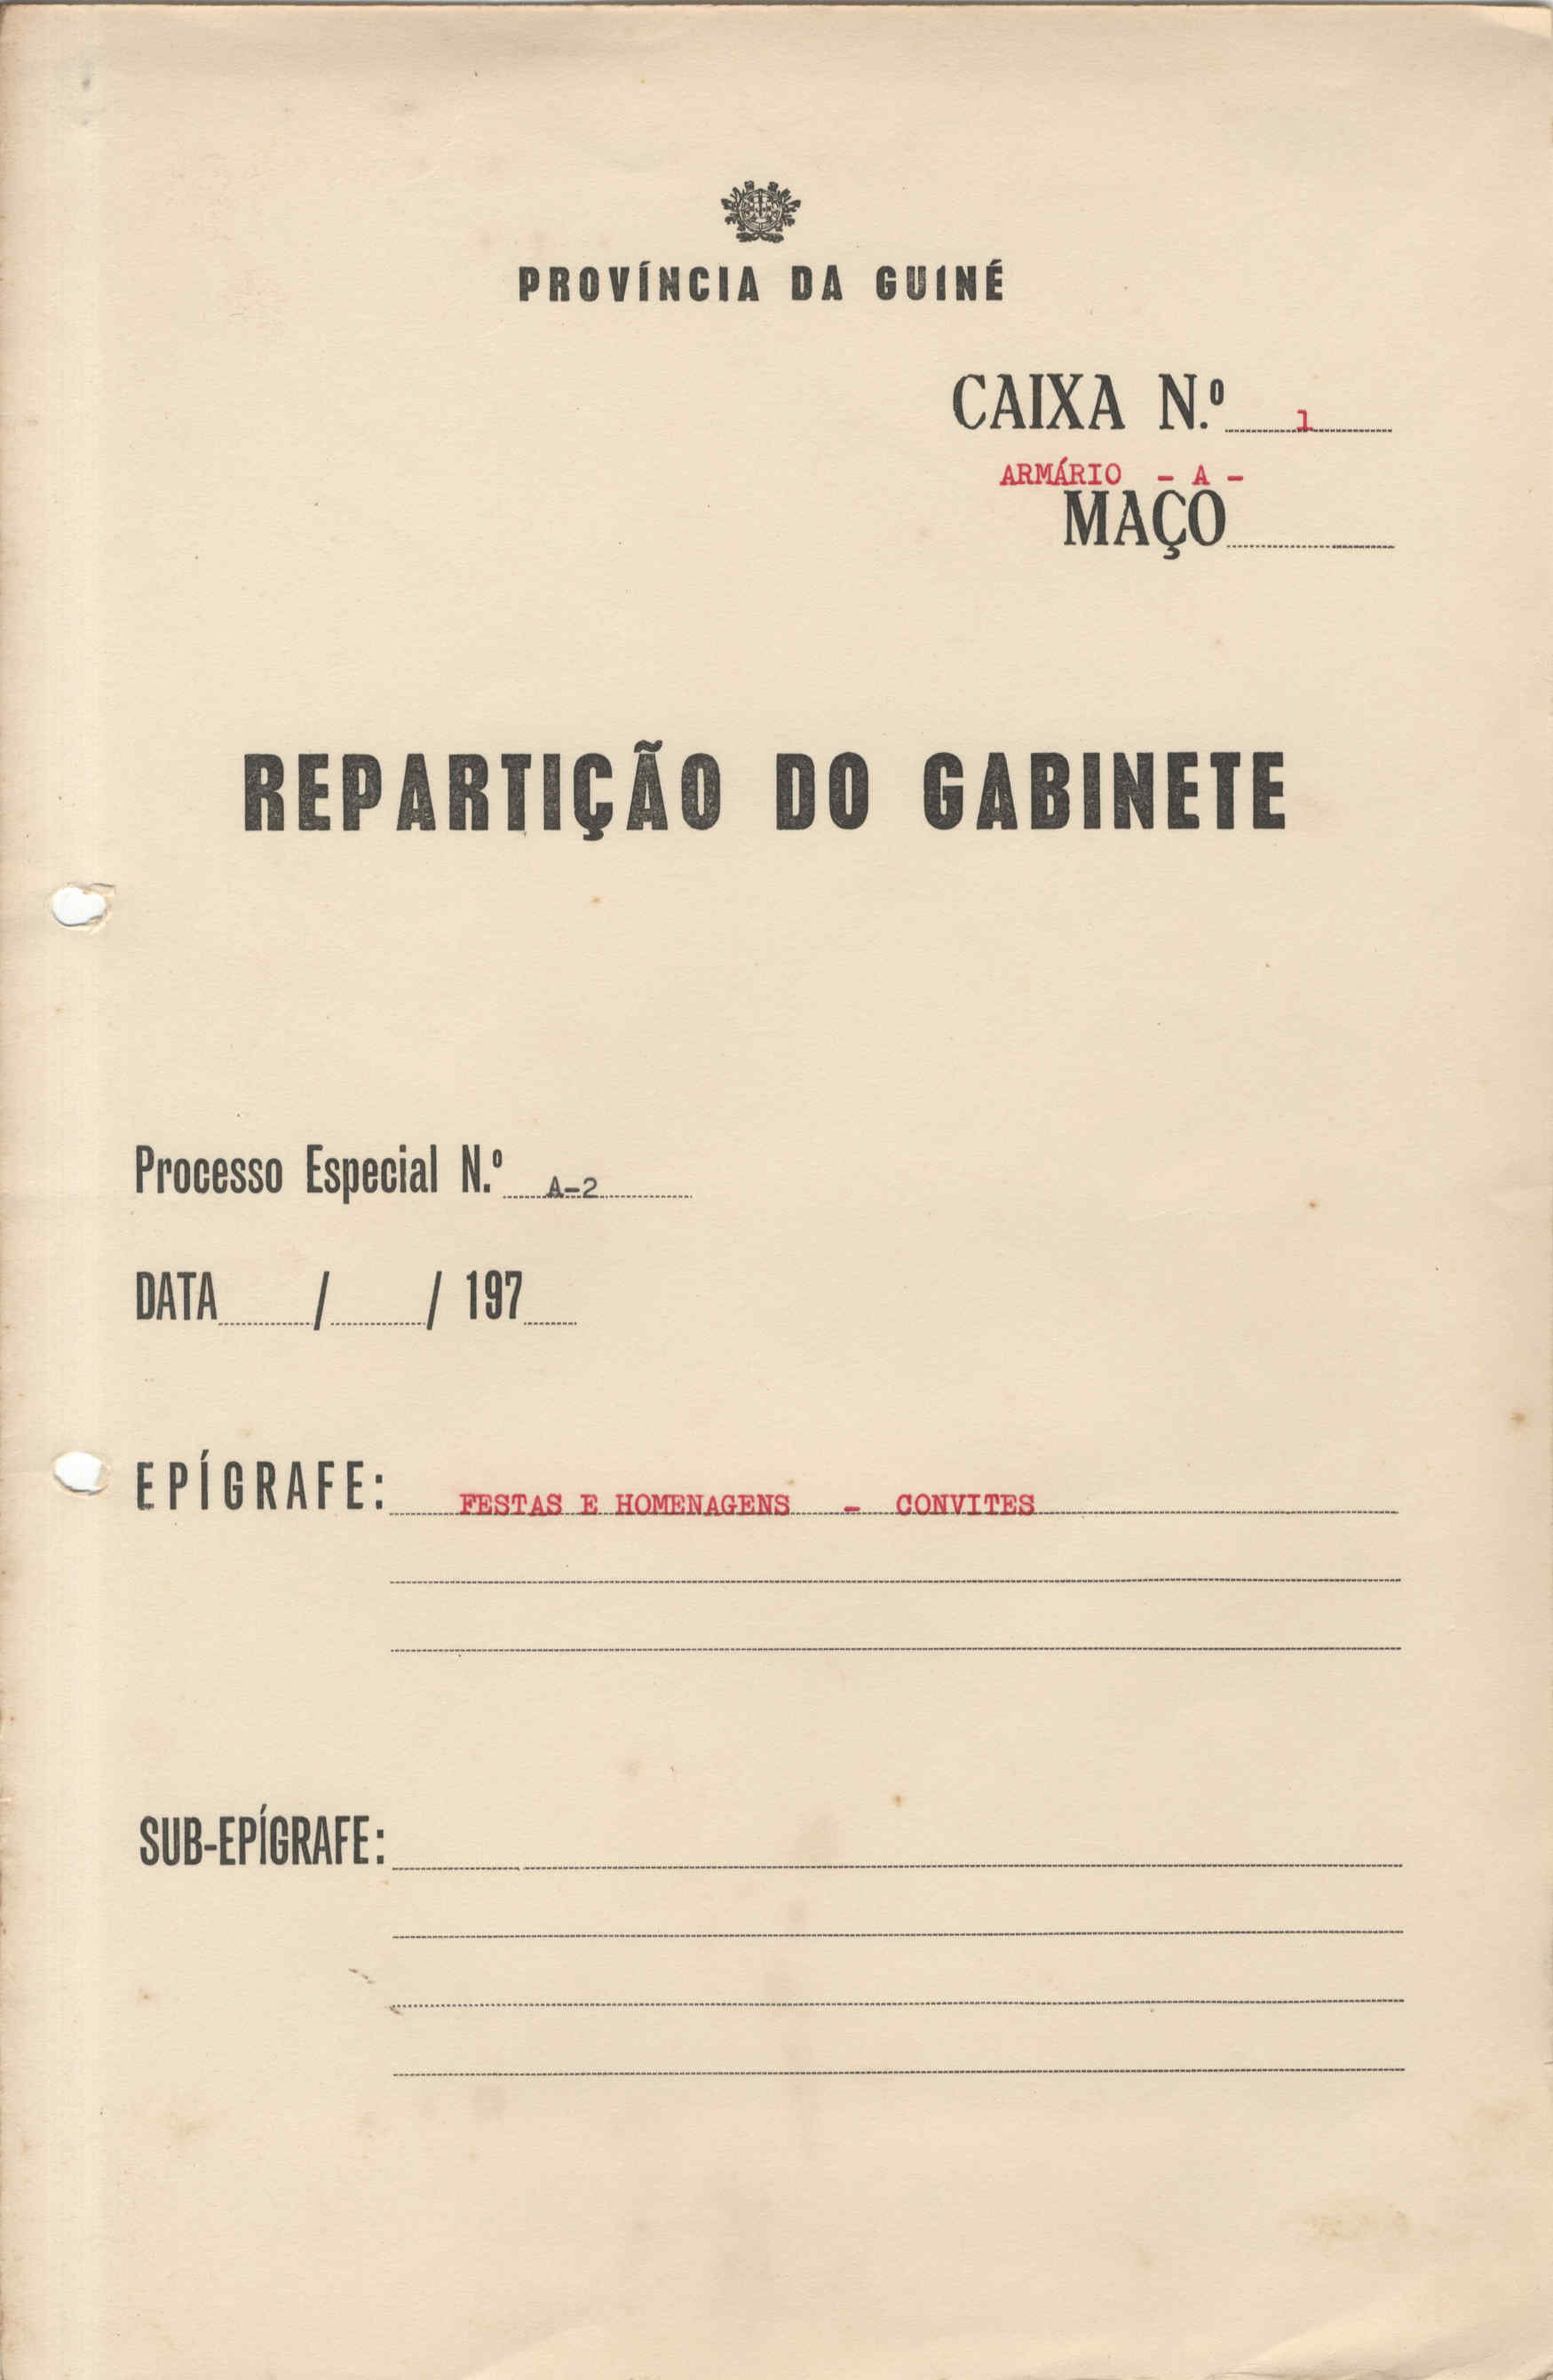 PROVÍNCIA DA GUINÉ
CAIXA N.º 1
ARMÁRIO - A -
MAÇO
REPARTIÇÃO DO GABINETE
Processo Especial N.º A-2
DATA / / 197
EPÍGRAFE: FESTAS E HOMENAGENS - CONVITES
SUB-EPÍGRAFE: